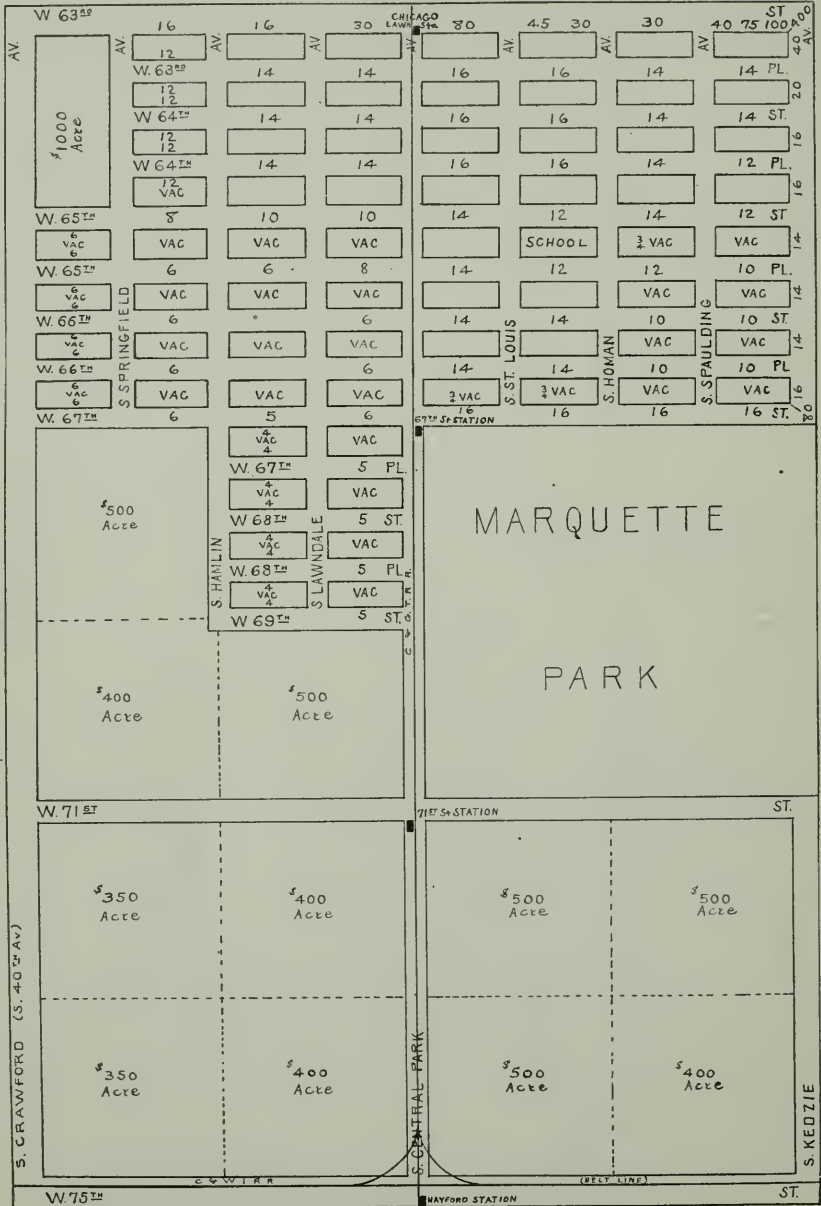 W 63RD ST
CHICAGO
LAWN Sta
16 16 30 80 45 30 30 40 75 100 400
AV. AV. AV. AV AV. AV. AV AV.
12 40
W. 63RD 14 14 16 16 14 14 PL.
12 20
12
W. 64TH 14 14 16 16 14 14 ST.
$1000
Acre
12 16
12
W. 64TH 14 14 16 16 14 12 PL.
12 16
VAC
W. 65TH 8 10 10 14 12 14 12 ST
6
VAC VAC VAC VAC SCHOOL 3/4 VAC VAC 14
6
W. 65TH 6 6 8 14 12 12 10 PL.
6
VAC VAC VAC VAC VAC VAC 14
6
W. 66TH 6 6 14 14 10 10 ST.
6
VAC VAC VAC VAC VAC VAC 14
6
W. 66TH 6 6 14 14 10 10 PL
6
VAC VAC VAC VAC 3/4 VAC 3/4 VAC VAC VAC 16
6
W. 67TH 6 5 6 16 16 16 16 ST. 80
67TH St STATION
S SPRINGFIELD
S. ST. LOUIS
S. HOMAN
S. SPAULDING
4
VAC VAC
4
W. 67TH 5 PL.
4
VAC VAC
4
W 68TH 5 ST.
4
VAC VAC
4
W. 68TH 5 PL.
4
VAC VAC
4
W 69TH 5 ST.
S. HAMLIN
S LAWNDALE
$500
Acre
MARQUETTE
PARK
$400
Acre
$500
Acre
W. 71ST ST.
71ST St STATION
$350
Acre
$400
Acre
$500
Acre
$500
Acre
$350
Acre
$400
Acre
$500
Acre
$400
Acre
S. CRAWFORD (S. 40TH AV)
S. CENTRAL PARK
S. KEDZIE
C & W I R R
(BELT LINE)
W. 75TH ST.
HAYFORD STATION